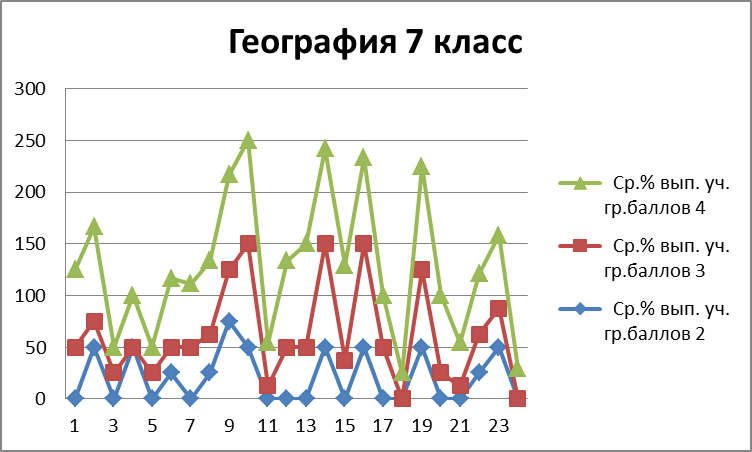 География 7 класс
300
250
200
150
100
50
0
1 3 5 7 9 11 13 15 17 19 21 23
Ср.% вып. уч.
гр.баллов 4
Ср.% вып. уч.
гр.баллов 3
Ср.% вып. уч.
гр.баллов 2